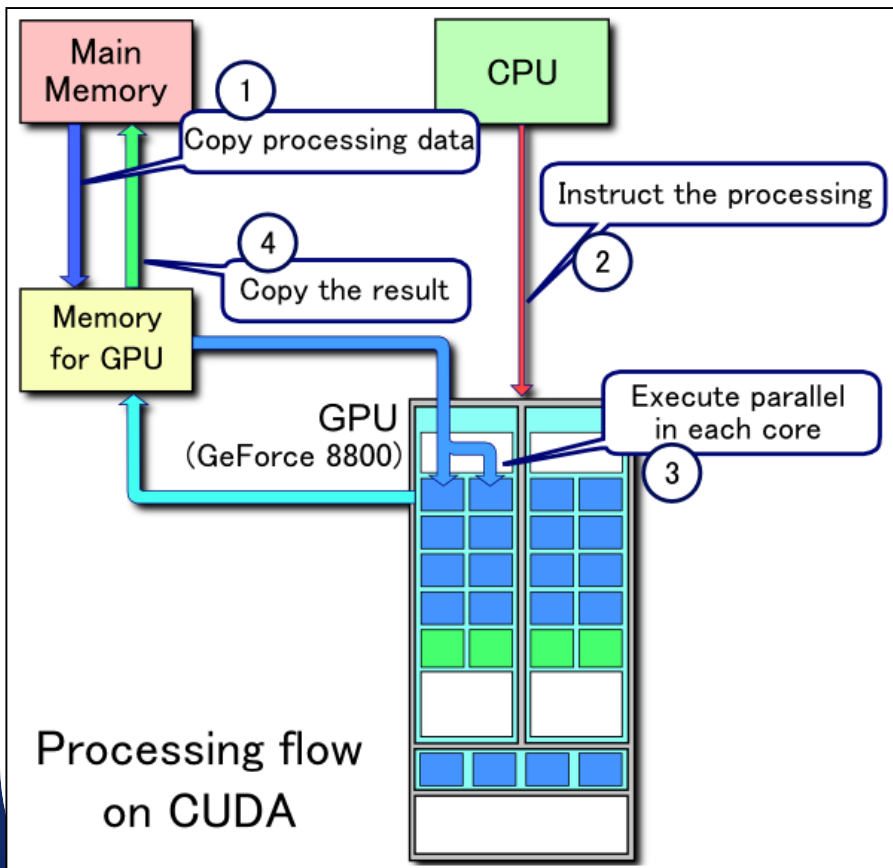 Main
Memory
CPU
1
Copy processing data
Instruct the processing
2
4
Copy the result
Memory
for GPU
GPU
(GeForce 8800)
Execute parallel
in each core
3
Processing flow
on CUDA